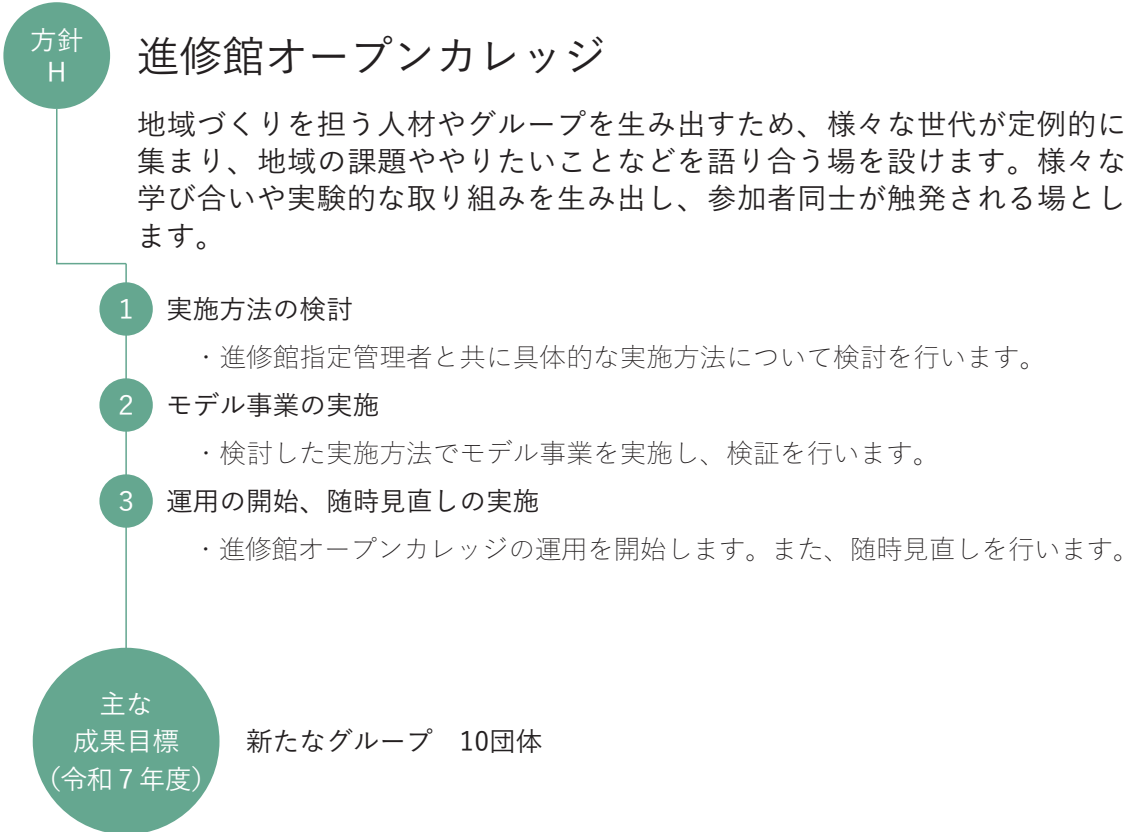 方針
H
進修館オープンカレッジ
地域づくりを担う人材やグループを生み出すため、様々な世代が定例的に
集まり、地域の課題ややりたいことなどを語り合う場を設けます。様々な
学び合いや実験的な取り組みを生み出し、参加者同士が触発される場とし
ます。
1 実施方法の検討
・進修館指定管理者と共に具体的な実施方法について検討を行います。
2 モデル事業の実施
・検討した実施方法でモデル事業を実施し、検証を行います。
3 運用の開始、随時見直しの実施
・進修館オープンカレッジの運用を開始します。また、随時見直しを行います。
主な
成果目標
（令和７年度）
新たなグループ　10団体